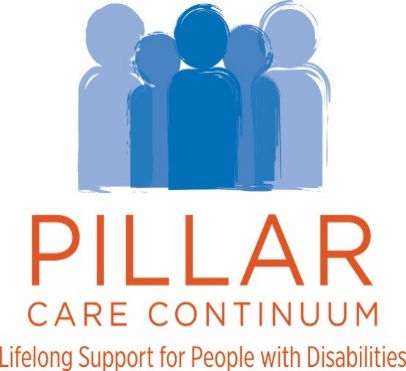 PILLAR
CARE CONTINUUM
Lifelong Support for People with Disabilities